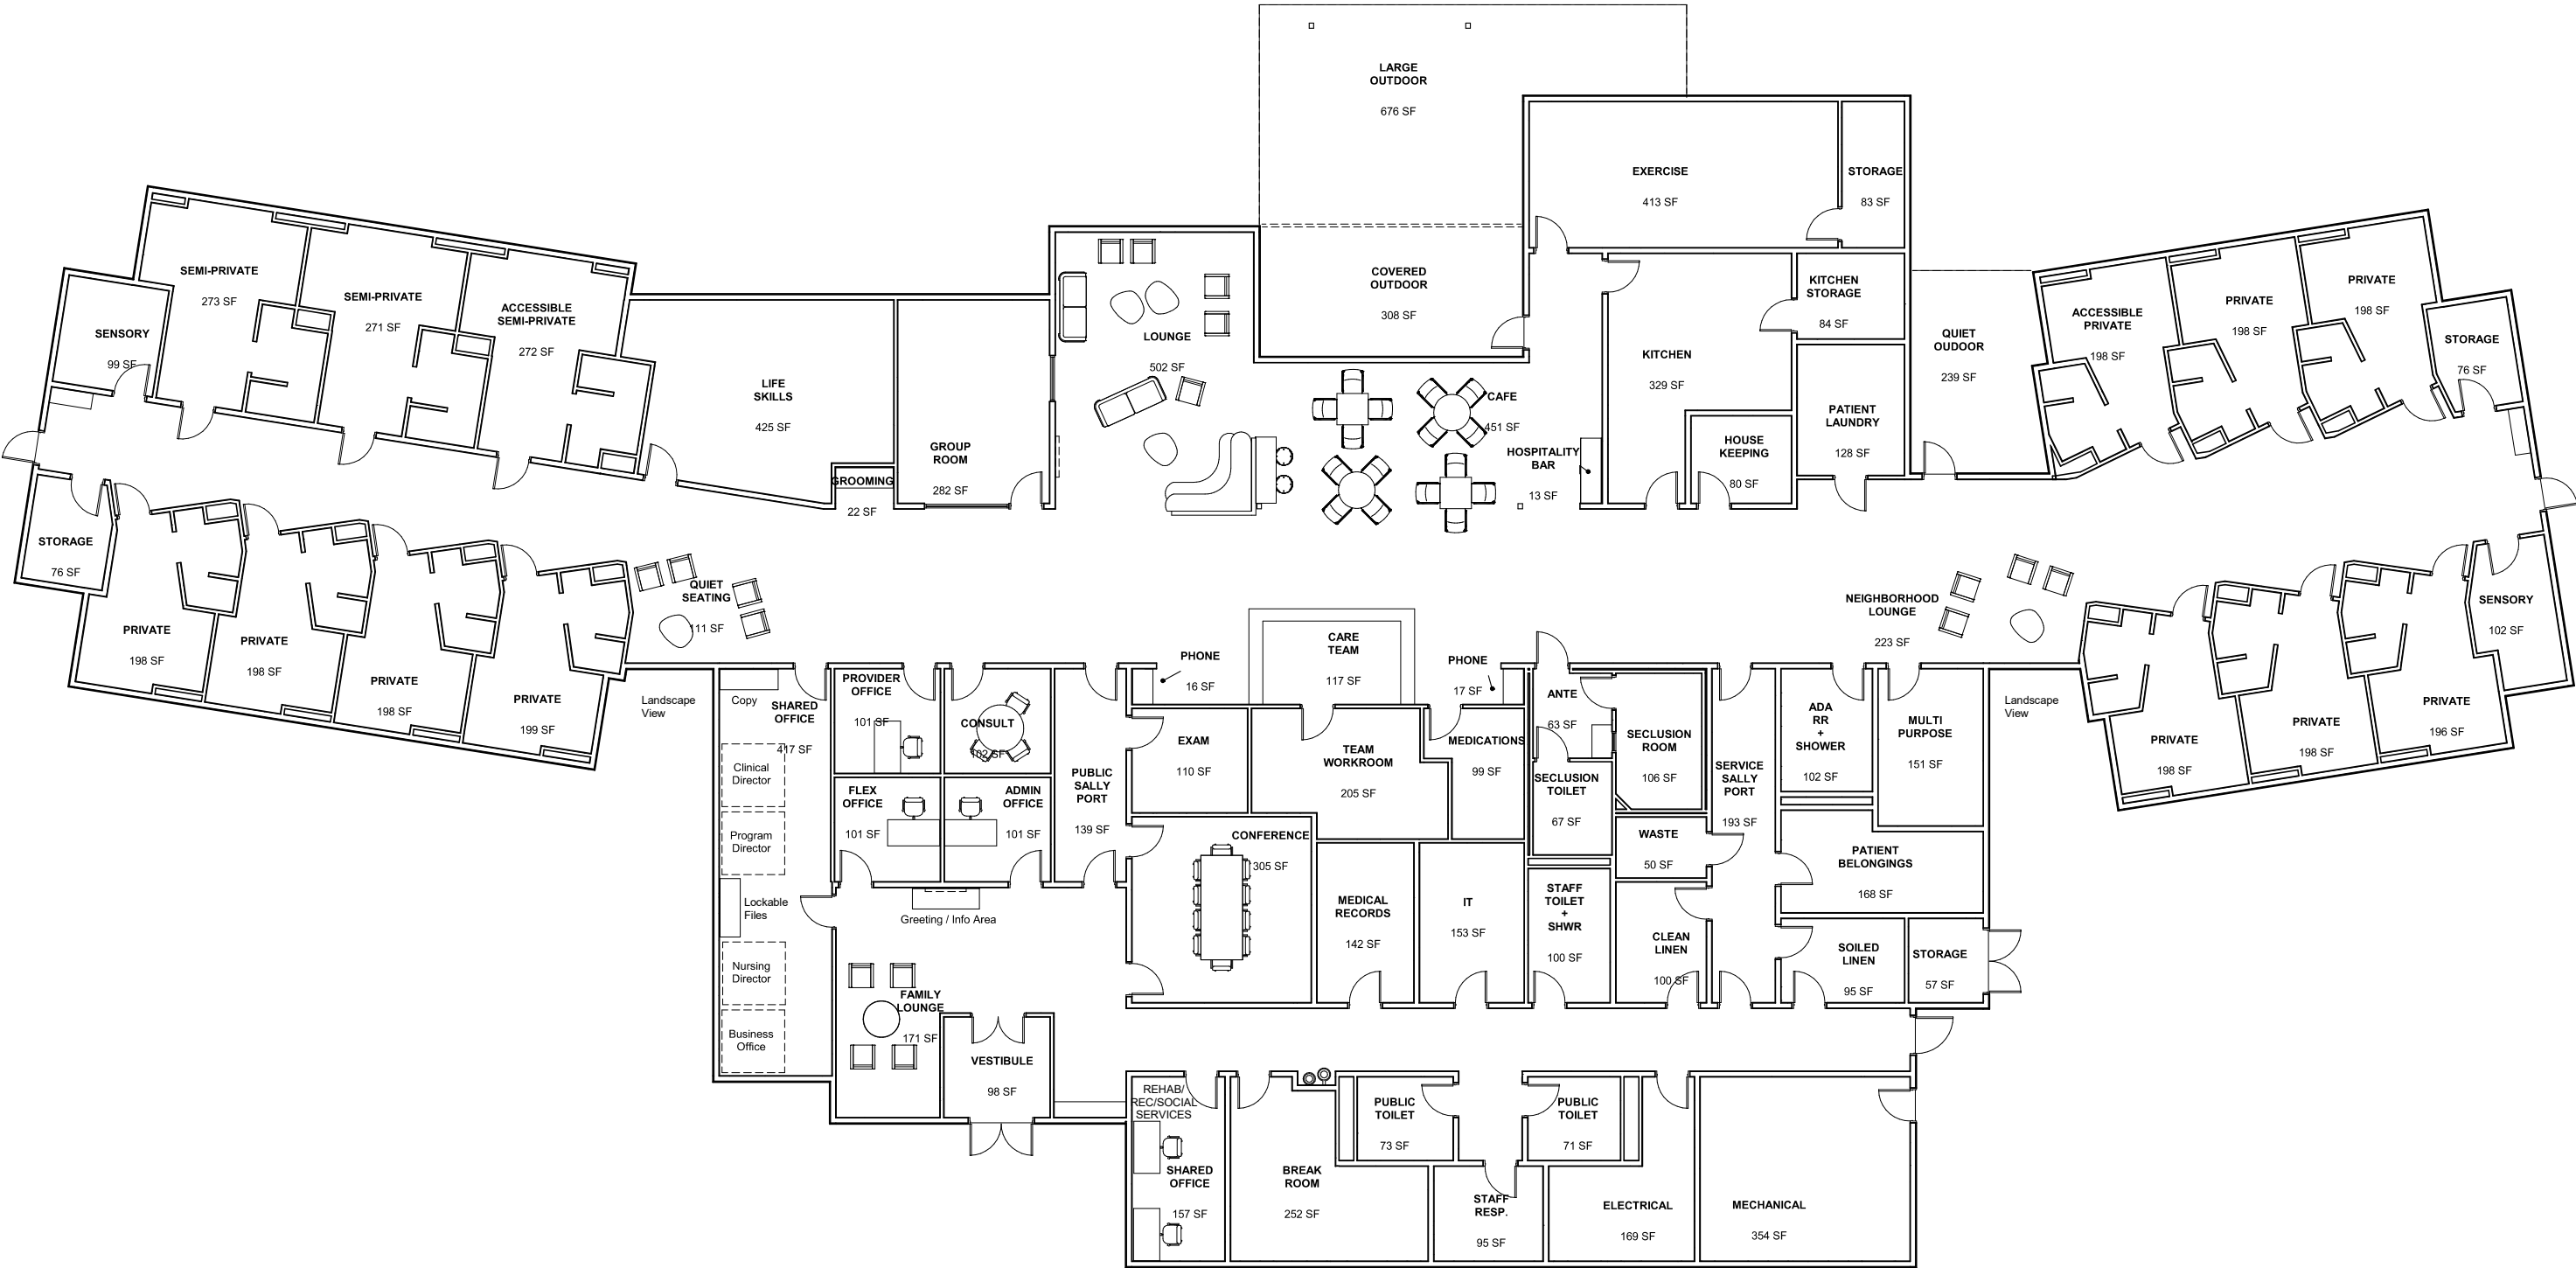 LARGE
OUTDOOR
676 SF
EXERCISE
413 SF
STORAGE
83 SF
COVERED
OUTDOOR
308 SF
SEMI-PRIVATE
273 SF
SEMI-PRIVATE
271 SF
ACCESSIBLE
SEMI-PRIVATE
272 SF
SENSORY
99 SF
LIFE
SKILLS
425 SF
GROOMING
22 SF
GROUP
ROOM
282 SF
LOUNGE
502 SF
CAFE
451 SF
HOSPITALITY
BAR
13 SF
KITCHEN
329 SF
KITCHEN
STORAGE
84 SF
HOUSE
KEEPING
80 SF
PATIENT
LAUNDRY
128 SF
QUIET
OUDOOR
239 SF
ACCESSIBLE
PRIVATE
198 SF
PRIVATE
198 SF
PRIVATE
198 SF
STORAGE
76 SF
STORAGE
76 SF
PRIVATE
198 SF
PRIVATE
198 SF
PRIVATE
198 SF
PRIVATE
199 SF
QUIET
SEATING
111 SF
Landscape
View
Copy
SHARED
OFFICE
417 SF
Clinical
Director
Program
Director
Lockable
Files
Nursing
Director
Business
Office
PROVIDER
OFFICE
101 SF
CONSULT
102 SF
FLEX
OFFICE
101 SF
ADMIN
OFFICE
101 SF
PUBLIC
SALLY
PORT
139 SF
Greeting / Info Area
FAMILY
LOUNGE
171 SF
VESTIBULE
98 SF
PHONE
16 SF
CARE
TEAM
117 SF
PHONE
17 SF
EXAM
110 SF
TEAM
WORKROOM
205 SF
MEDICATIONS
99 SF
CONFERENCE
305 SF
MEDICAL
RECORDS
142 SF
IT
153 SF
ANTE
63 SF
SECLUSION
ROOM
106 SF
SECLUSION
TOILET
67 SF
WASTE
50 SF
STAFF
TOILET
+
SHWR
100 SF
CLEAN
LINEN
100 SF
SERVICE
SALLY
PORT
193 SF
ADA
RR
+
SHOWER
102 SF
MULTI
PURPOSE
151 SF
PATIENT
BELONGINGS
168 SF
SOILED
LINEN
95 SF
STORAGE
57 SF
NEIGHBORHOOD
LOUNGE
223 SF
Landscape
View
PRIVATE
198 SF
PRIVATE
198 SF
PRIVATE
196 SF
SENSORY
102 SF
REHAB/
REC/SOCIAL
SERVICES
SHARED
OFFICE
157 SF
BREAK
ROOM
252 SF
PUBLIC
TOILET
73 SF
PUBLIC
TOILET
71 SF
STAFF
RESP.
95 SF
ELECTRICAL
169 SF
MECHANICAL
354 SF